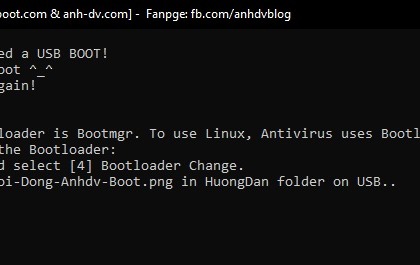 boot.com & anh-dv.com] - Fanpge: fb.com/anhdvblog
ed a USB BOOT!
oot ^_^
gain!
loader is Bootmgr. To use Linux, Antivirus uses Bootl
the Bootloader:
d select [4] Bootloader Change.
oi-Dong-Anhdv-Boot.png in HuongDan folder on USB..